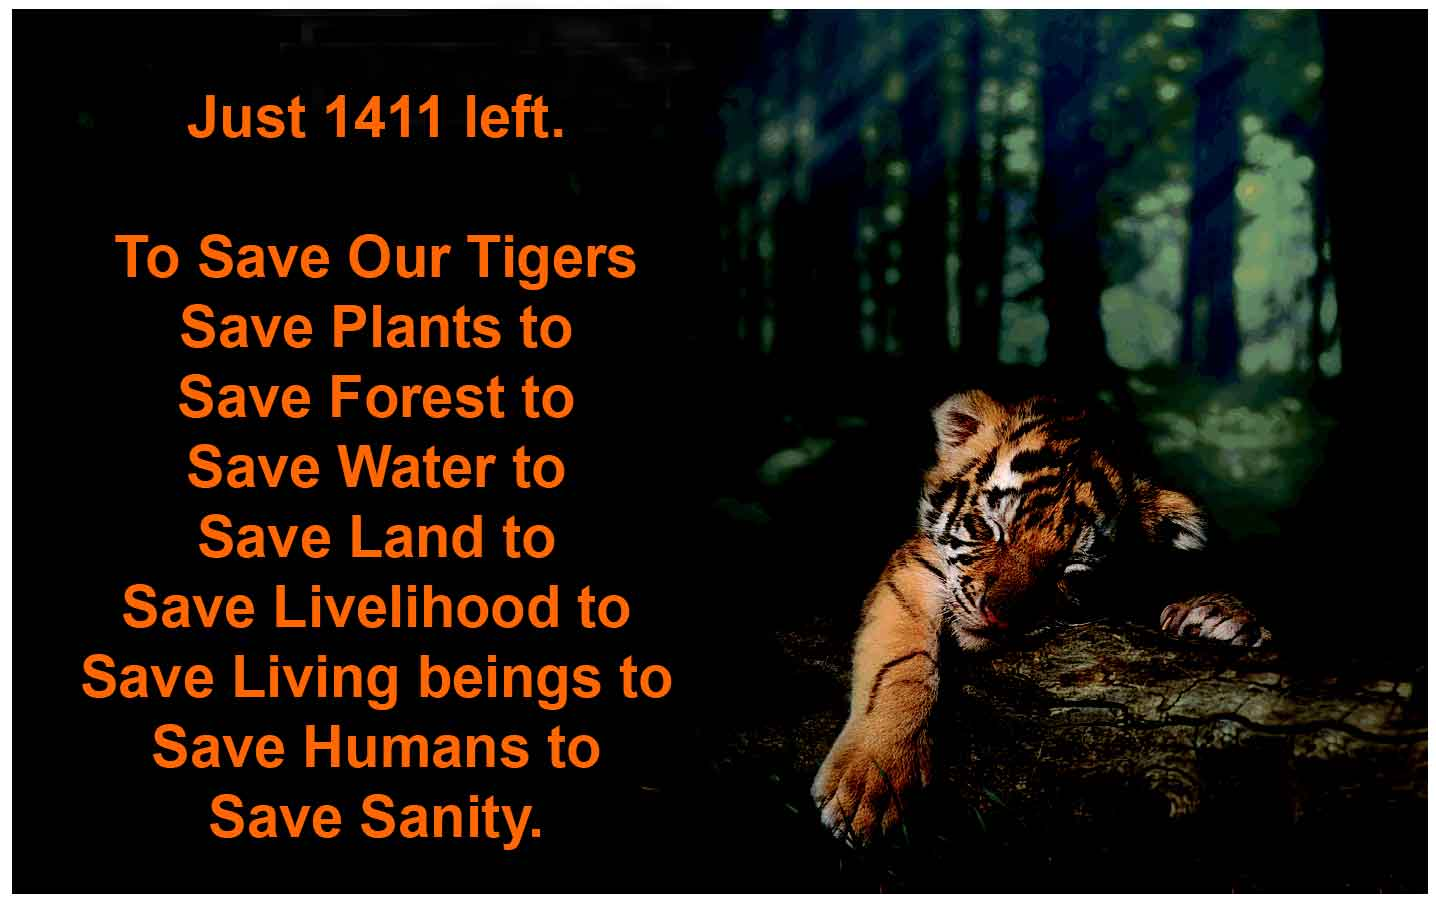 Just 1411 left.
To Save Our Tigers
Save Plants to
Save Forest to
Save Water to
Save Land to
Save Livelihood to
Save Living beings to
Save Humans to
Save Sanity.